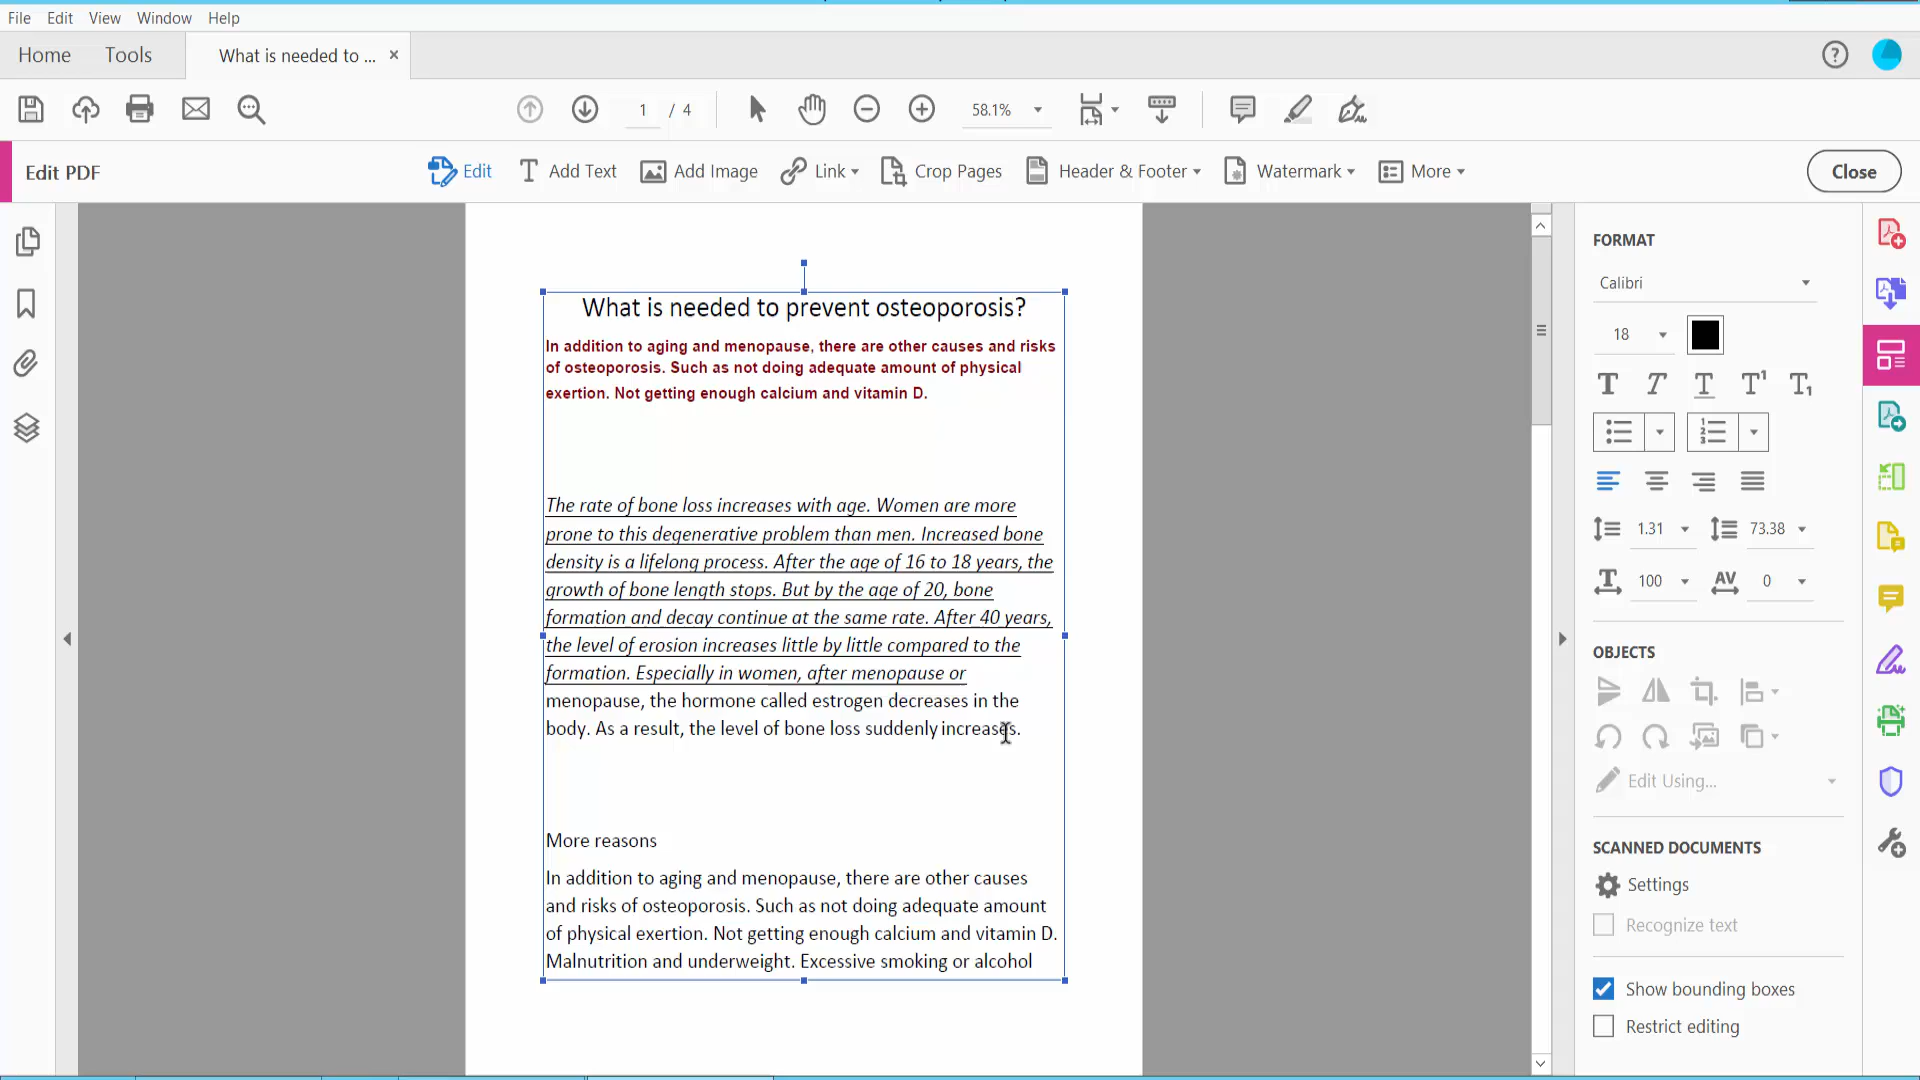 File Edit View Window Help
Home Tools What is needed to ... ×
1 / 4 58.1%
Edit PDF Edit Add Text Add Image Link Crop Pages Header & Footer Watermark More Close
What is needed to prevent osteoporosis?
In addition to aging and menopause, there are other causes and risks
of osteoporosis. Such as not doing adequate amount of physical
exertion. Not getting enough calcium and vitamin D.
The rate of bone loss increases with age. Women are more
prone to this degenerative problem than men. Increased bone
density is a lifelong process. After the age of 16 to 18 years, the
growth of bone length stops. But by the age of 20, bone
formation and decay continue at the same rate. After 40 years,
the level of erosion increases little by little compared to the
formation. Especially in women, after menopause or
menopause, the hormone called estrogen decreases in the
body. As a result, the level of bone loss suddenly increases.
More reasons
In addition to aging and menopause, there are other causes
and risks of osteoporosis. Such as not doing adequate amount
of physical exertion. Not getting enough calcium and vitamin D.
Malnutrition and underweight. Excessive smoking or alcohol
FORMAT
Calibri
18
1.31 73.38
100 AV 0
OBJECTS
Edit Using...
SCANNED DOCUMENTS
Settings
Recognize text
Show bounding boxes
Restrict editing